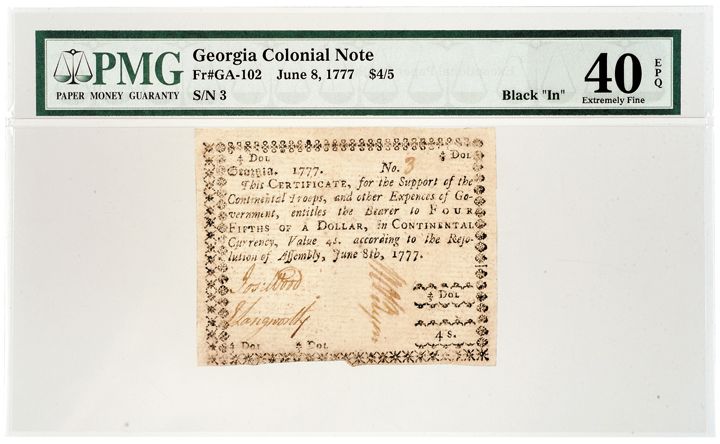 PMG
PAPER MONEY GUARANTY
Georgia Colonial Note
Fr#GA-102 June 8, 1777 $4/5
S/N 3
Black "In"
40
EPQ
Extremely Fine
⅘ DOL ⅘ DOL
Georgia. 1777. No. 3
This CERTIFICATE, for the Support of the
Continental Troops, and other Expences of Go-
vernment, entitles the Bearer to FOUR
FIFTHS OF A DOLLAR, in CONTINENTAL
Currency, Value 4s. according to the Reſo-
lution of Aſſembly, June 8th, 1777.
Jos: Wood
E Langworthy
⅘ DOL
4 S.
⅘ DOL ⅘ DOL